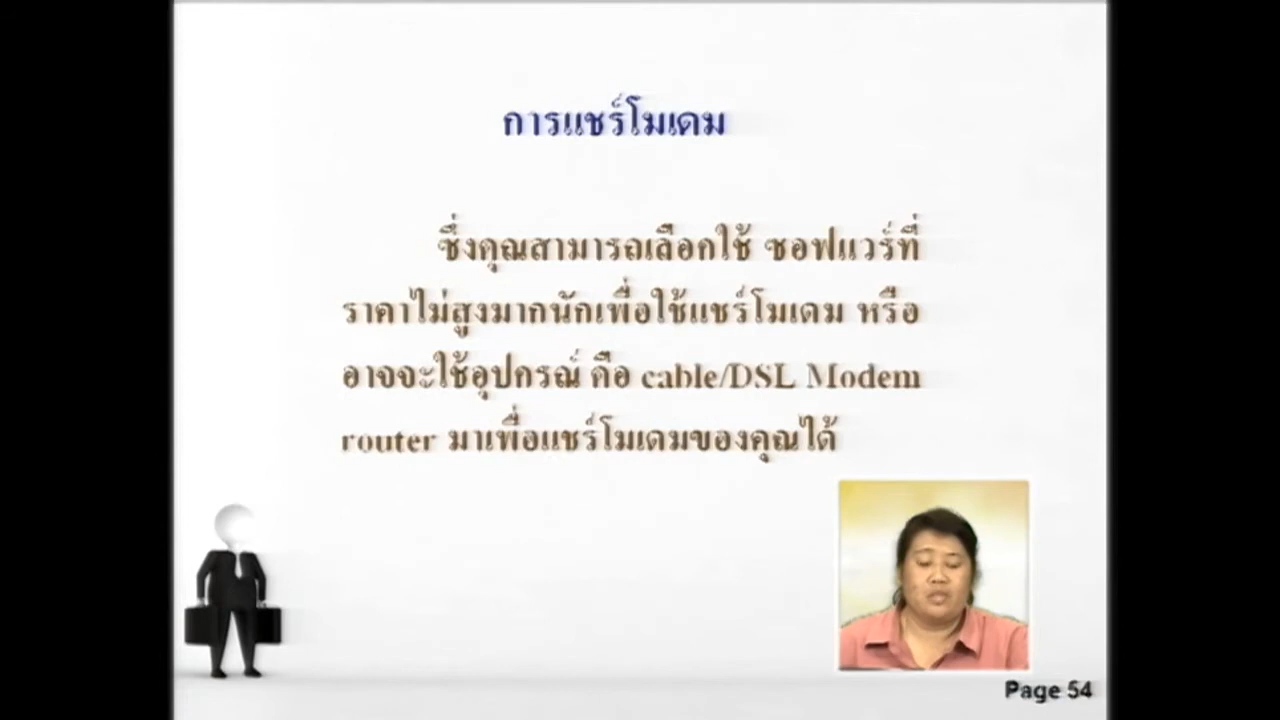 การแชร์โมเดม
ซึ่งคุณสามารถเลือกใช้ ซอฟแวร์ที่
ราคาไม่สูงมากนักเพื่อใช้แชร์โมเดม หรือ
อาจจะใช้อุปกรณ์ คือ cable/DSL Modem
router มาเพื่อแชร์โมเดมของคุณได้
Page 54